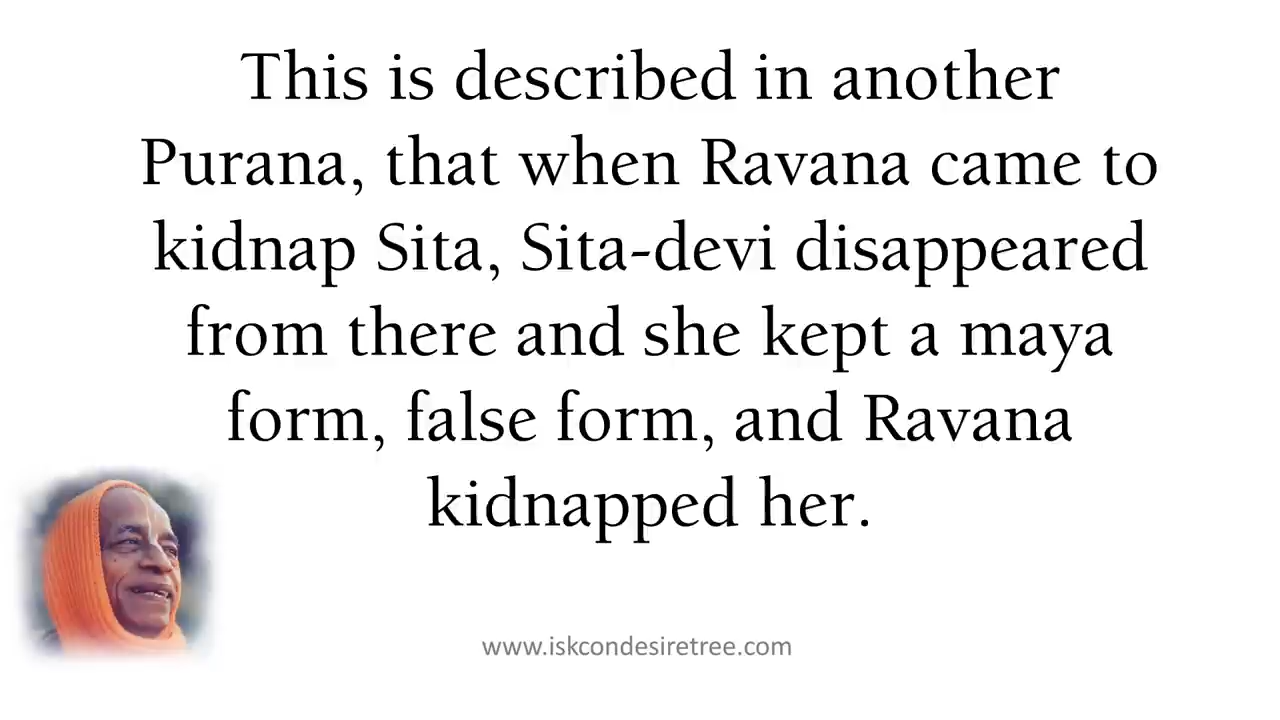 This is described in another
Purana, that when Ravana came to
kidnap Sita, Sita-devi disappeared
from there and she kept a maya
form, false form, and Ravana
kidnapped her.
www.iskcondesiretree.com